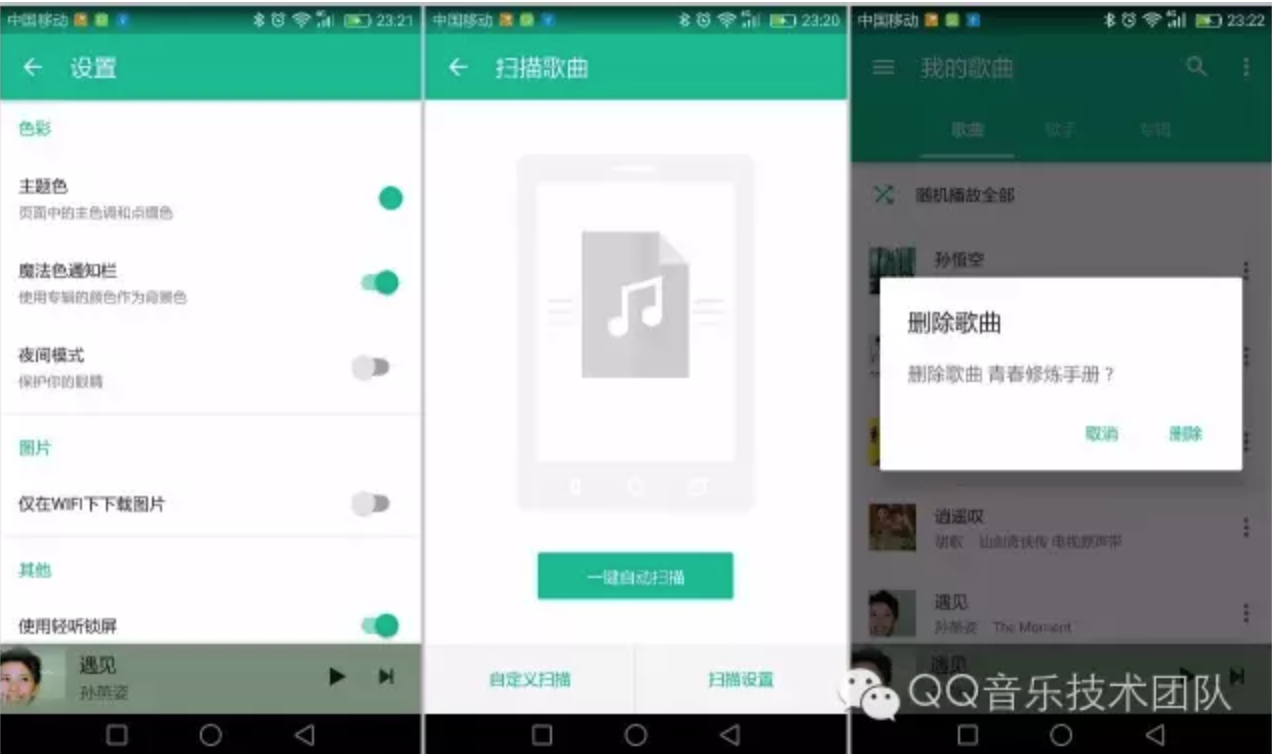 中国移动
23:21
设置
色彩
主题色
页面中的主色调和点缀色
魔法色通知栏
使用专辑的颜色作为背景色
夜间模式
保护你的眼睛
图片
仅在WIFI下下载图片
其他
使用轻听锁屏
遇见
孙燕姿
中国移动
23:20
扫描歌曲
一键自动扫描
自定义扫描
扫描设置
中国移动
23:22
我的歌曲
歌曲
歌手
专辑
随机播放全部
孙悟空
删除歌曲
删除歌曲 青春修炼手册？
取消
删除
逍遥叹
胡歌 仙剑奇侠传 电视原声带
遇见
孙燕姿 The Moment
遇见
QQ音乐技术团队